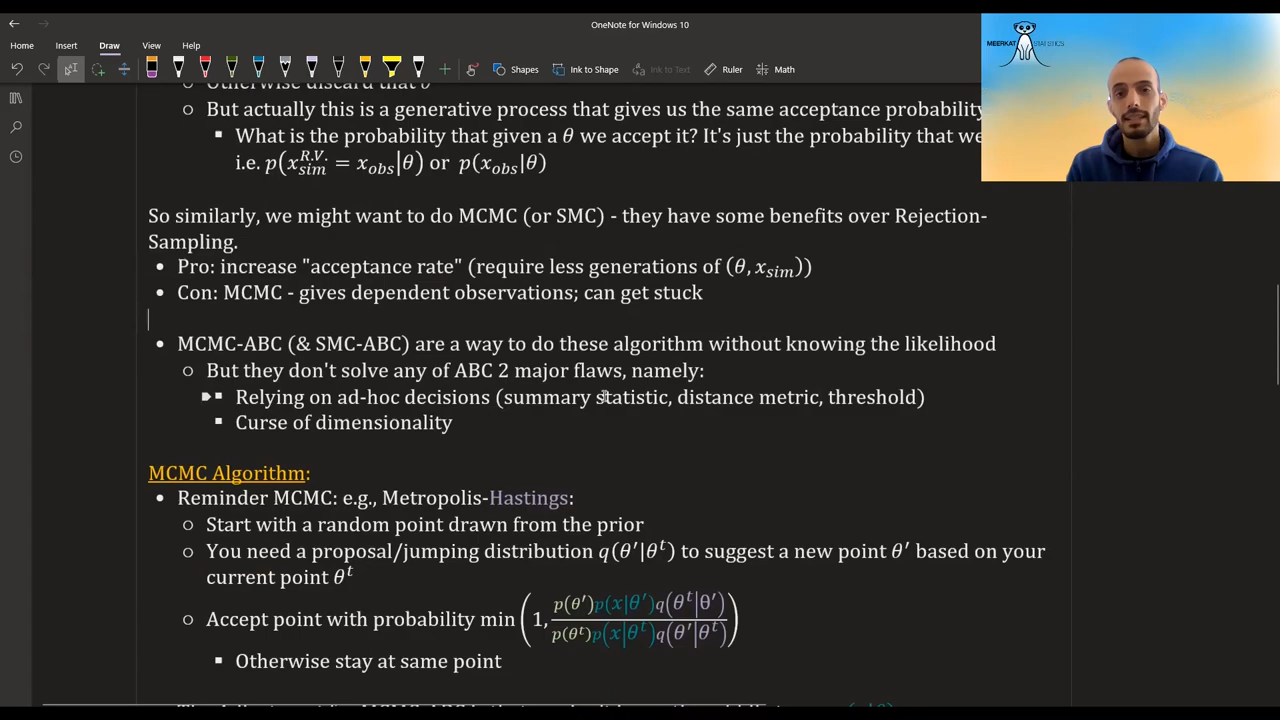 OneNote for Windows 10
Home Insert Draw View Help
Shapes Ink to Shape Ink to Text Ruler Math
MEERKAT STATISTICS
Otherwise discard that θ
But actually this is a generative process that gives us the same acceptance probability
What is the probability that given a θ we accept it? It's just the probability that we
i.e. p(x_sim^R.V. = x_obs|θ) or p(x_obs|θ)
So similarly, we might want to do MCMC (or SMC) - they have some benefits over Rejection-
Sampling.
• Pro: increase "acceptance rate" (require less generations of (θ, x_sim))
• Con: MCMC - gives dependent observations; can get stuck
• MCMC-ABC (& SMC-ABC) are a way to do these algorithm without knowing the likelihood
But they don't solve any of ABC 2 major flaws, namely:
Relying on ad-hoc decisions (summary statistic, distance metric, threshold)
Curse of dimensionality
MCMC Algorithm:
• Reminder MCMC: e.g., Metropolis-Hastings:
Start with a random point drawn from the prior
You need a proposal/jumping distribution q(θ'|θ^t) to suggest a new point θ' based on your
current point θ^t
Accept point with probability min (1, p(θ')p(x|θ')q(θ^t|θ') / p(θ^t)p(x|θ^t)q(θ'|θ^t))
Otherwise stay at same point